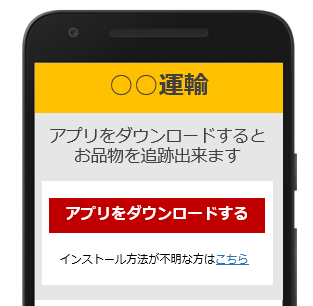 〇〇運輸
アプリをダウンロードすると
お品物を追跡出来ます
アプリをダウンロードする
インストール方法が不明な方はこちら